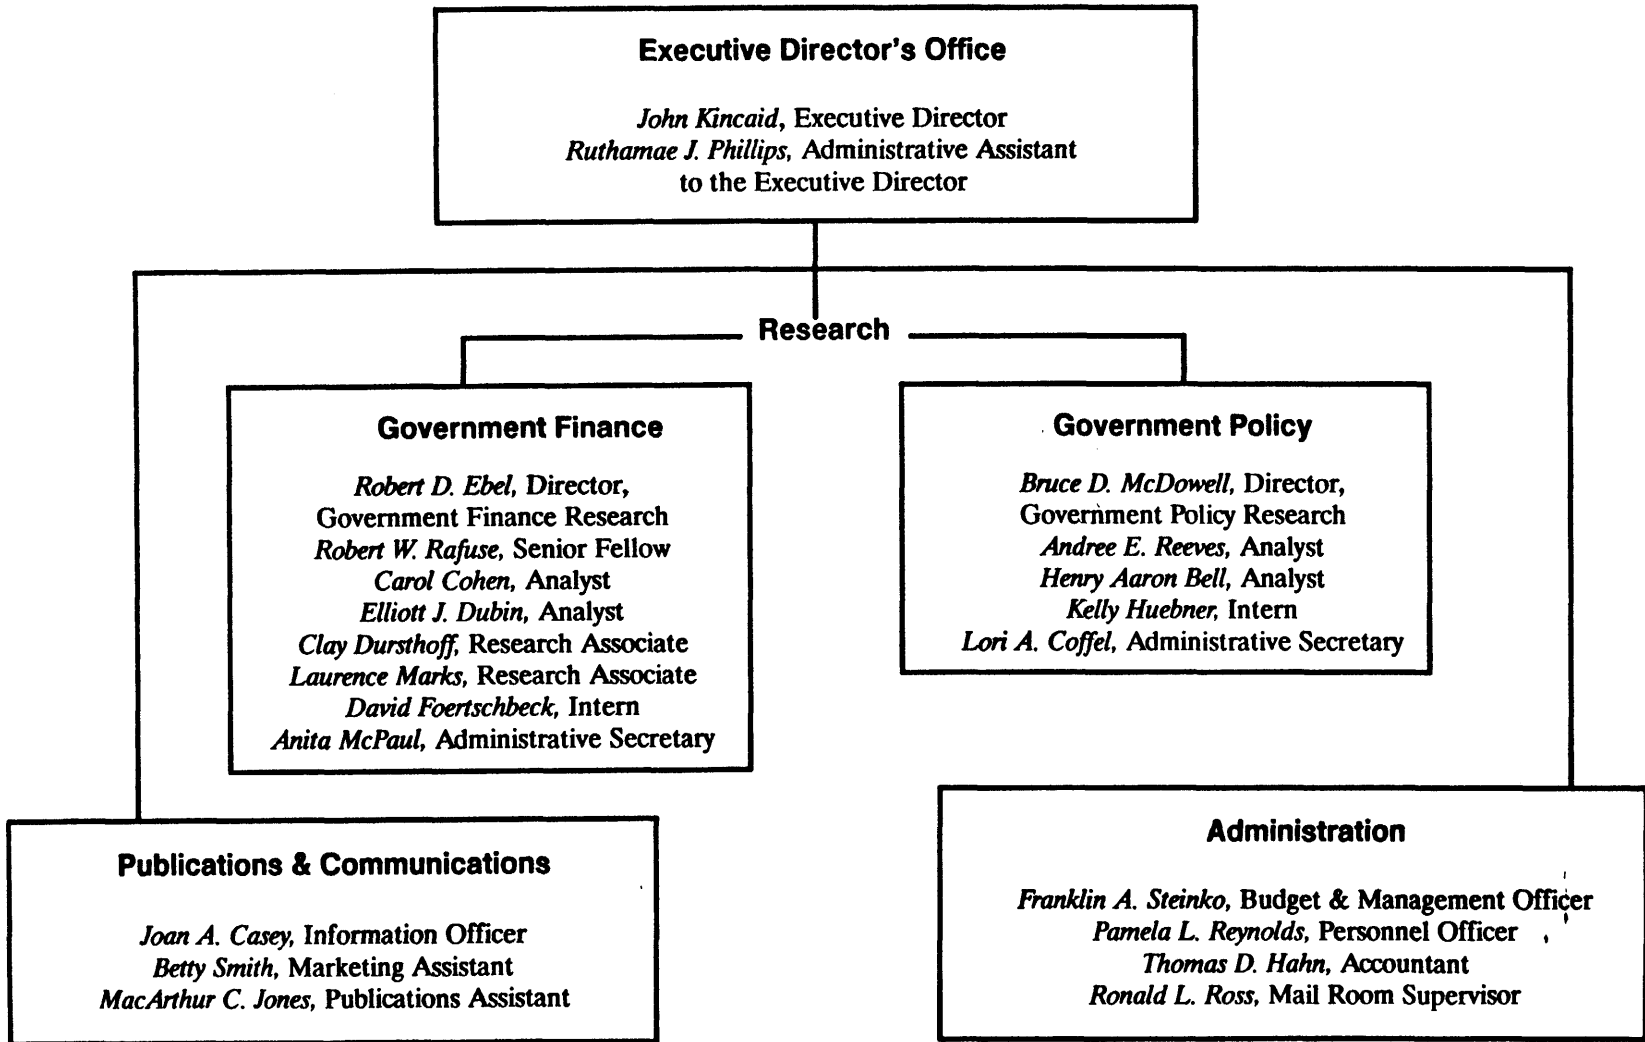 Executive Director's Office
John Kincaid, Executive Director
Ruthamae J. Phillips, Administrative Assistant
to the Executive Director
Research
Government Finance
Robert D. Ebel, Director,
Government Finance Research
Robert W. Rafuse, Senior Fellow
Carol Cohen, Analyst
Elliott J. Dubin, Analyst
Clay Dursthoff, Research Associate
Laurence Marks, Research Associate
David Foertschbeck, Intern
Anita McPaul, Administrative Secretary
Government Policy
Bruce D. McDowell, Director,
Government Policy Research
Andree E. Reeves, Analyst
Henry Aaron Bell, Analyst
Kelly Huebner, Intern
Lori A. Coffel, Administrative Secretary
Publications & Communications
Joan A. Casey, Information Officer
Betty Smith, Marketing Assistant
MacArthur C. Jones, Publications Assistant
Administration
Franklin A. Steinko, Budget & Management Officer
Pamela L. Reynolds, Personnel Officer
Thomas D. Hahn, Accountant
Ronald L. Ross, Mail Room Supervisor